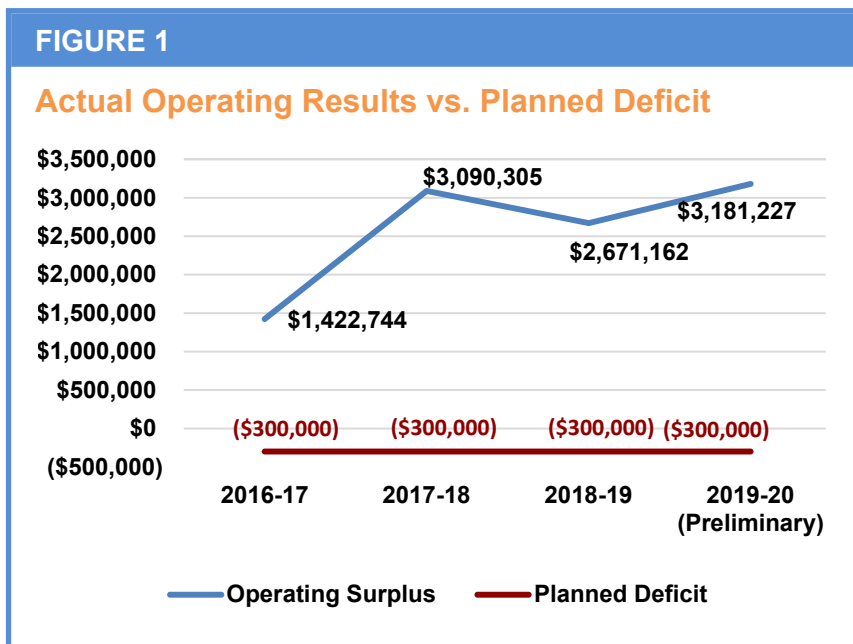 FIGURE 1
Actual Operating Results vs. Planned Deficit
$3,500,000
$3,000,000
$2,500,000
$2,000,000
$1,500,000
$1,000,000
$500,000
$0
($500,000)
$3,090,305
$3,181,227
$2,671,162
$1,422,744
($300,000) ($300,000) ($300,000) ($300,000)
2016-17 2017-18 2018-19 2019-20
(Preliminary)
Operating Surplus Planned Deficit